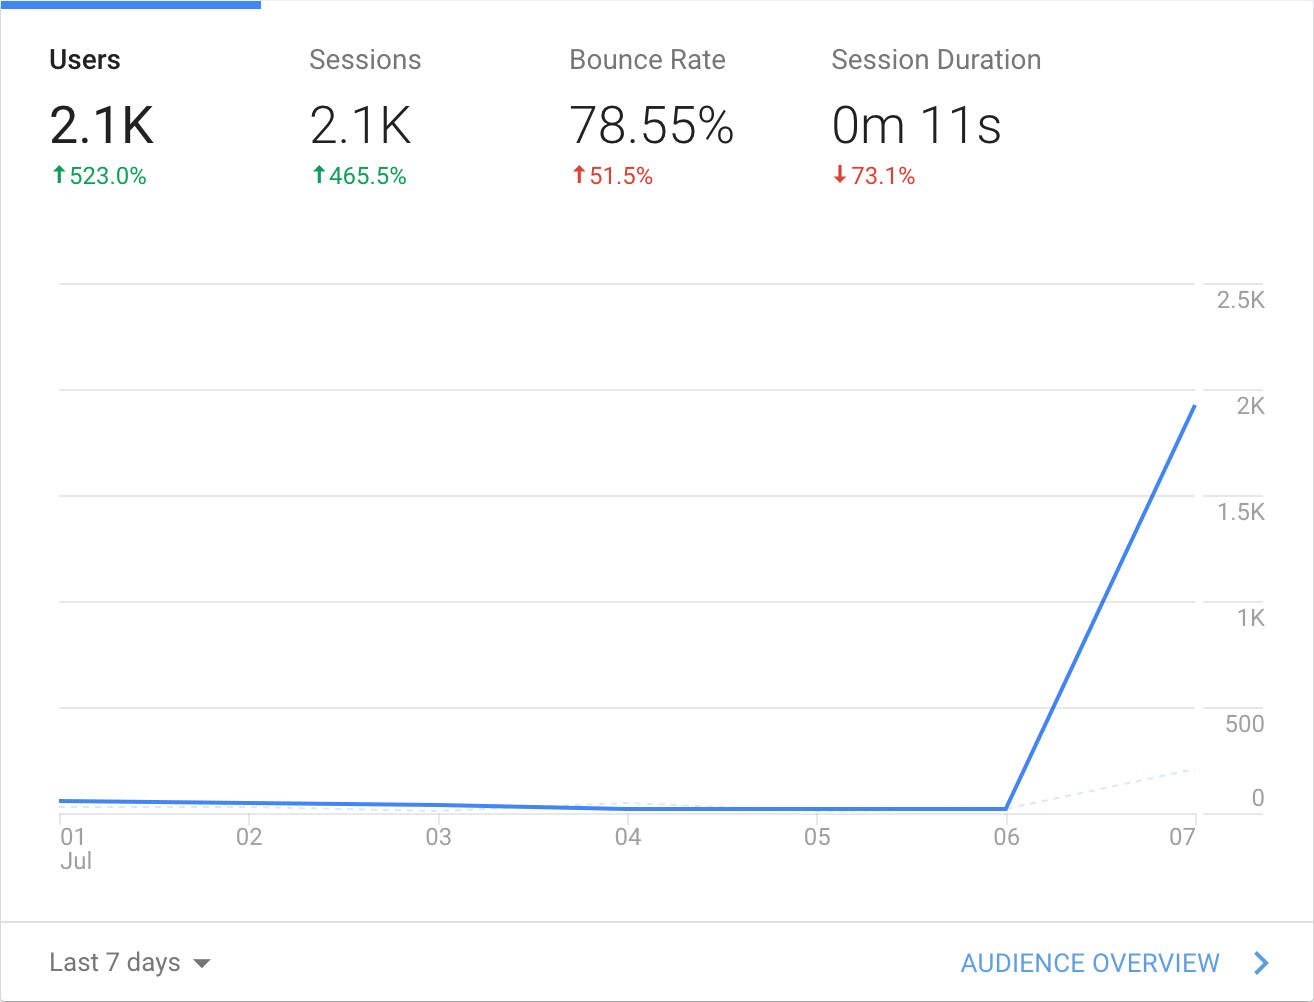 Users Sessions Bounce Rate Session Duration
2.1K 2.1K 78.55% 0m 11s
↑523.0% ↑465.5% ↑51.5% ↓73.1%
2.5K
2K
1.5K
1K
500
0
01 02 03 04 05 06 07
Jul
Last 7 days AUDIENCE OVERVIEW